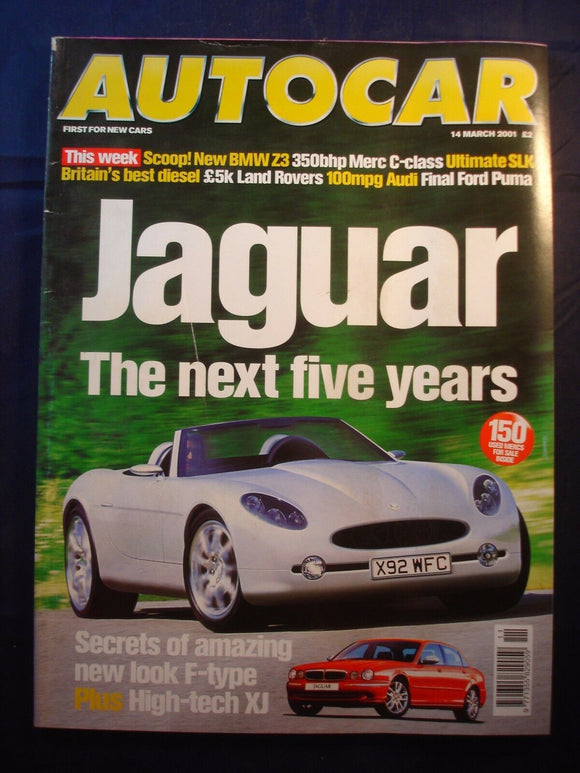 AUTOCAR
FIRST FOR NEW CARS
14 MARCH 2001 £2
This week Scoop! New BMW Z3 350bhp Merc C-class Ultimate SLK
Britain's best diesel £5k Land Rovers 100mpg Audi Final Ford Puma
Jaguar
The next five years
150
USED MERCS
FOR SALE
INSIDE
X92 WFC
Secrets of amazing
new look F-type
Plus High-tech XJ
JAGUAR
11